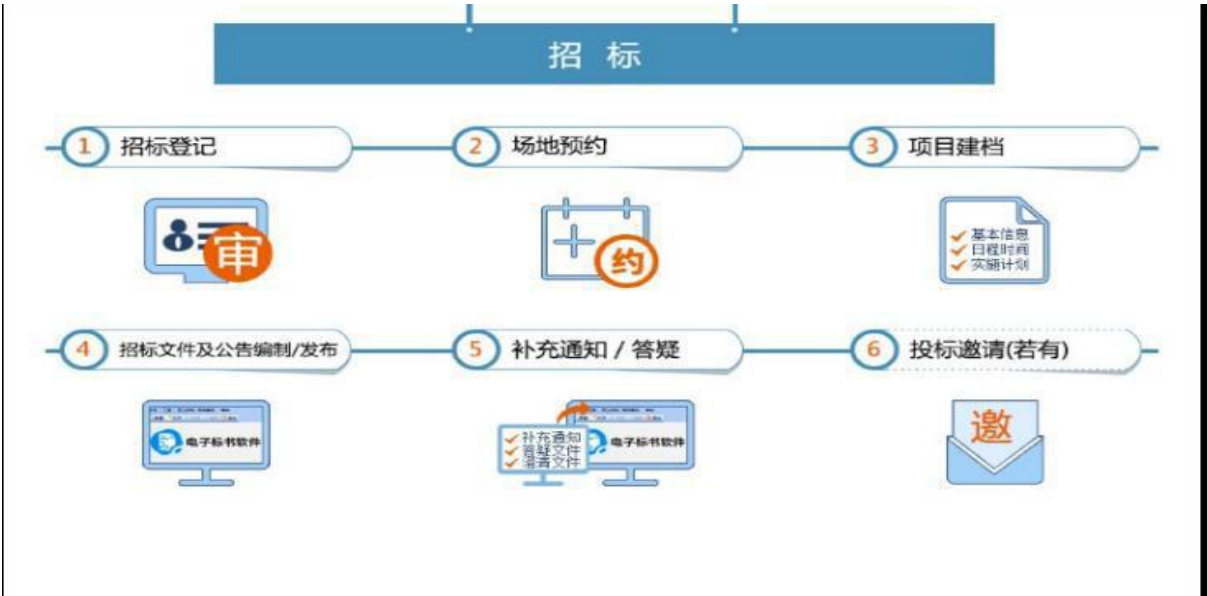 招标
1 招标登记
2 场地预约
3 项目建档
审
约
基本信息
日程时间
实施计划
4 招标文件及公告编制/发布
5 补充通知 / 答疑
6 投标邀请(若有)
电子标书软件
补充通知
答疑文件
澄清文件
电子标书软件
邀